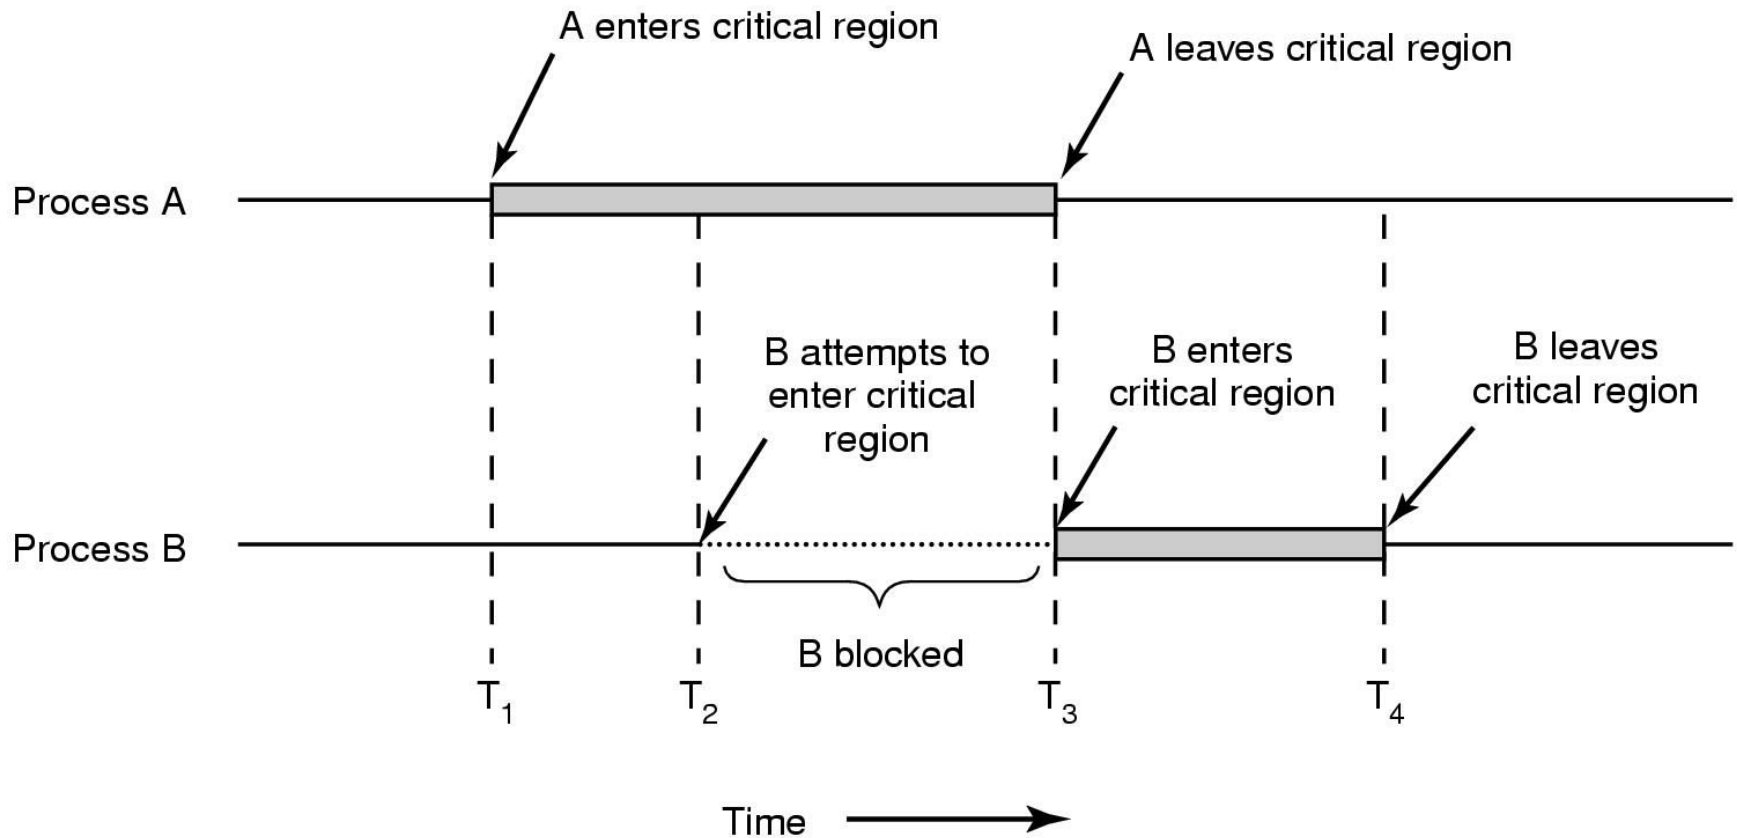 A enters critical region
A leaves critical region
Process A
B attempts to
enter critical
region
B enters
critical region
B leaves
critical region
Process B
B blocked
T1
T2
T3
T4
Time